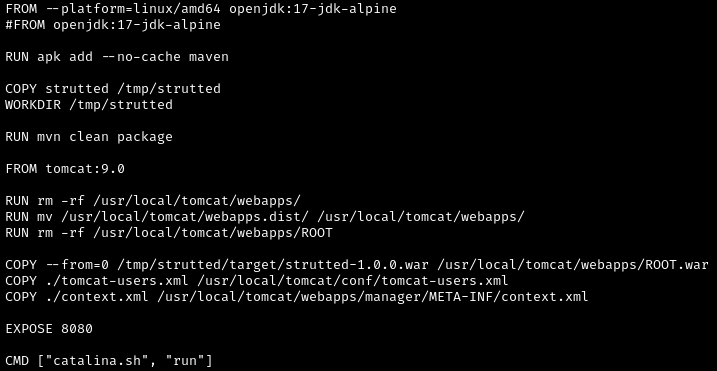 FROM --platform=linux/amd64 openjdk:17-jdk-alpine
#FROM openjdk:17-jdk-alpine
RUN apk add --no-cache maven
COPY strutted /tmp/strutted
WORKDIR /tmp/strutted
RUN mvn clean package
FROM tomcat:9.0
RUN rm -rf /usr/local/tomcat/webapps/
RUN mv /usr/local/tomcat/webapps.dist/ /usr/local/tomcat/webapps/
RUN rm -rf /usr/local/tomcat/webapps/ROOT
COPY --from=0 /tmp/strutted/target/strutted-1.0.0.war /usr/local/tomcat/webapps/ROOT.war
COPY ./tomcat-users.xml /usr/local/tomcat/conf/tomcat-users.xml
COPY ./context.xml /usr/local/tomcat/webapps/manager/META-INF/context.xml
EXPOSE 8080
CMD ["catalina.sh", "run"]